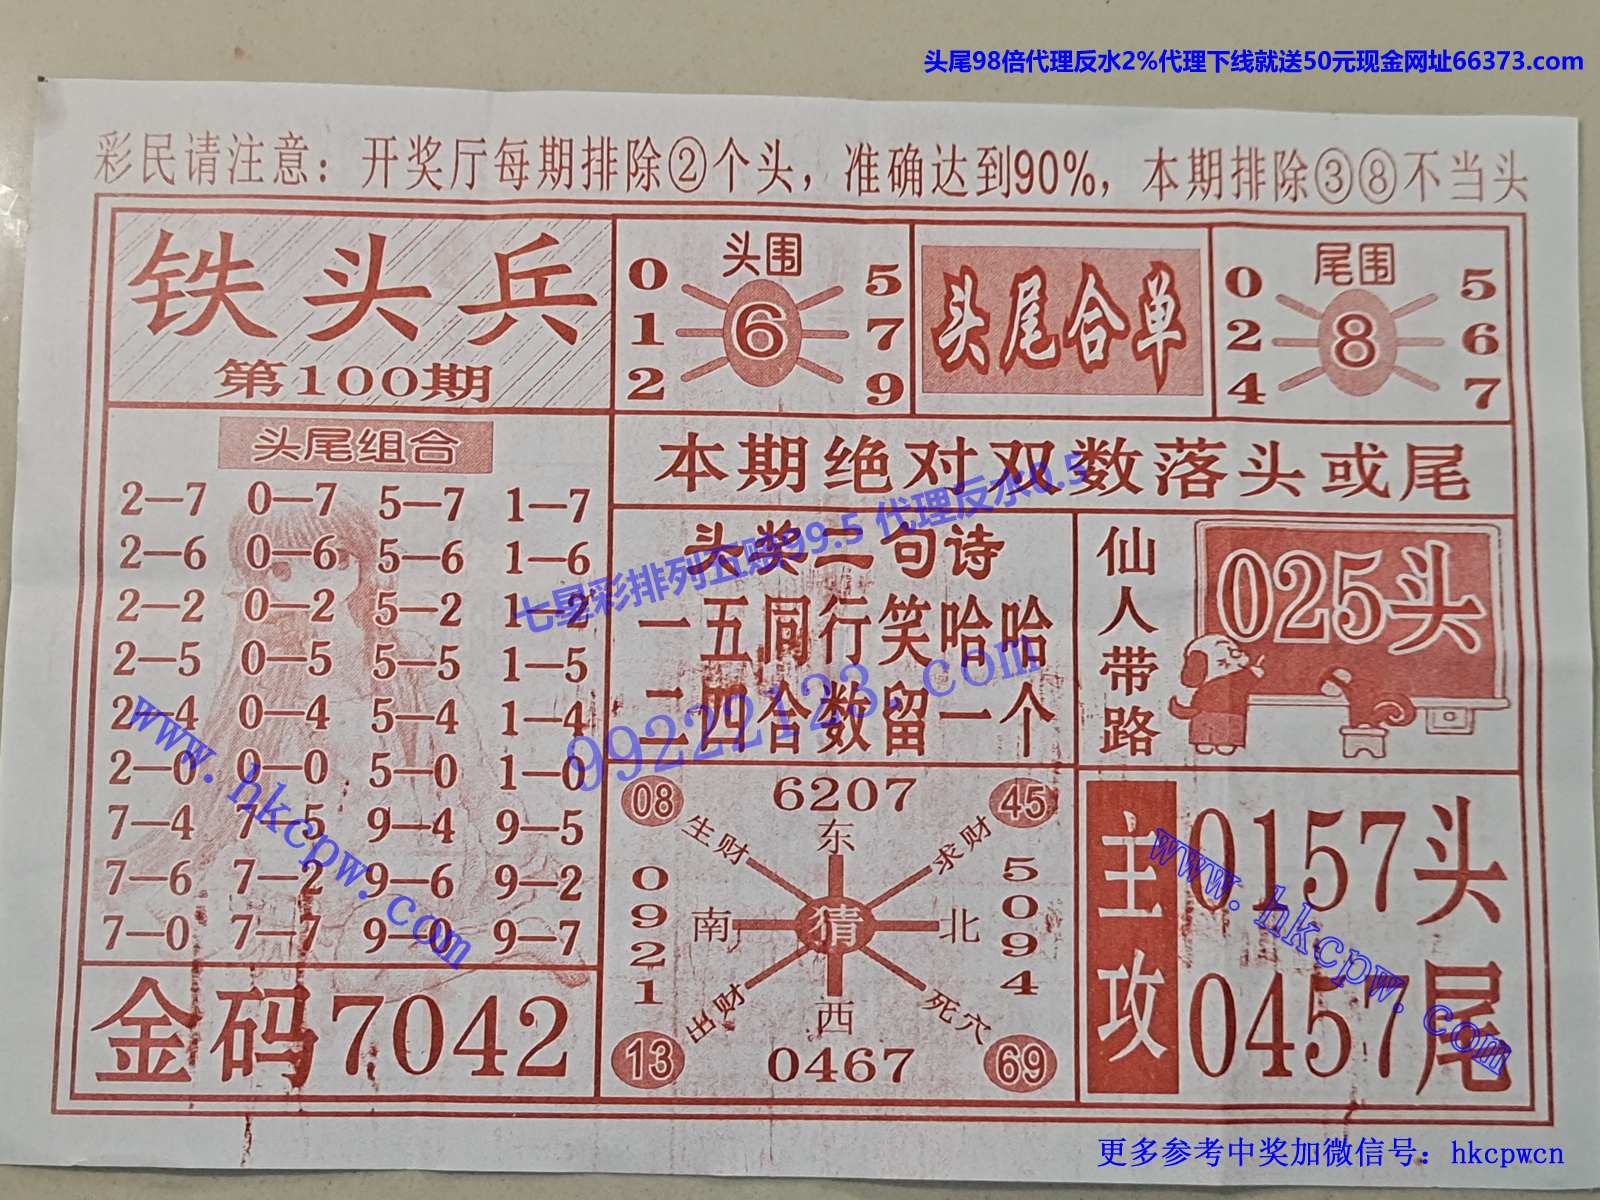 头尾98倍代理反水2%代理下线就送50元现金网址66373.com
彩民请注意：开奖厅每期排除②个头，准确达到90%，本期排除③⑧不当头
铁头兵
第100期
头围
0 5
1 6 7
2 9
头尾合单
尾围
0 5
2 8 6
4 7
头尾组合
2—7 0—7 5—7 1—7
2—6 0—6 5—6 1—6
2—2 0—2 5—2 1—2
2—5 0—5 5—5 1—5
2—4 0—4 5—4 1—4
2—0 0—0 5—0 1—0
7—4 7—5 9—4 9—5
7—6 7—2 9—6 9—2
7—0 7—7 9—0 9—7
金码7042
本期绝对双数落头或尾
七星彩排列五赔99.5 代理反水0.5
头奖二句诗
一五同行笑哈哈
二四合数留一个
99222123.com
仙人带路
025头
08 6207 45
生财 东 求财
0921
南 猜 北
5094
出财 西 死穴
13 0467 69
主攻
0157头
0457尾
www.hkcpw.com
www.hkcpw.com
更多参考中奖加微信号：hkcpwcn